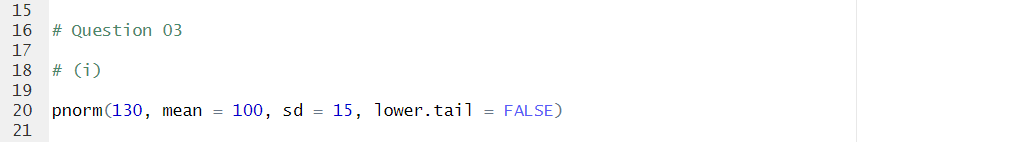 15
16 # Question 03
17
18 # (i)
19
20 pnorm(130, mean = 100, sd = 15, lower.tail = FALSE)
21